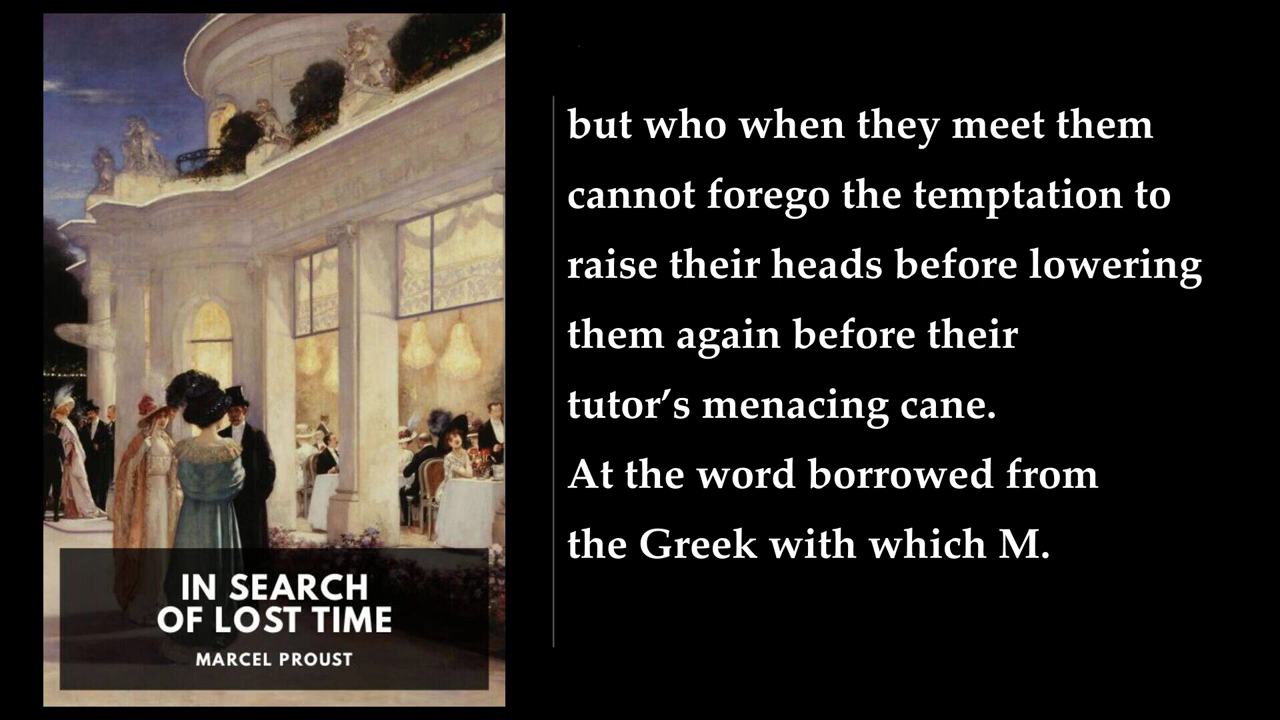 IN SEARCH
OF LOST TIME
MARCEL PROUST
but who when they meet them
cannot forego the temptation to
raise their heads before lowering
them again before their
tutor’s menacing cane.
At the word borrowed from
the Greek with which M.